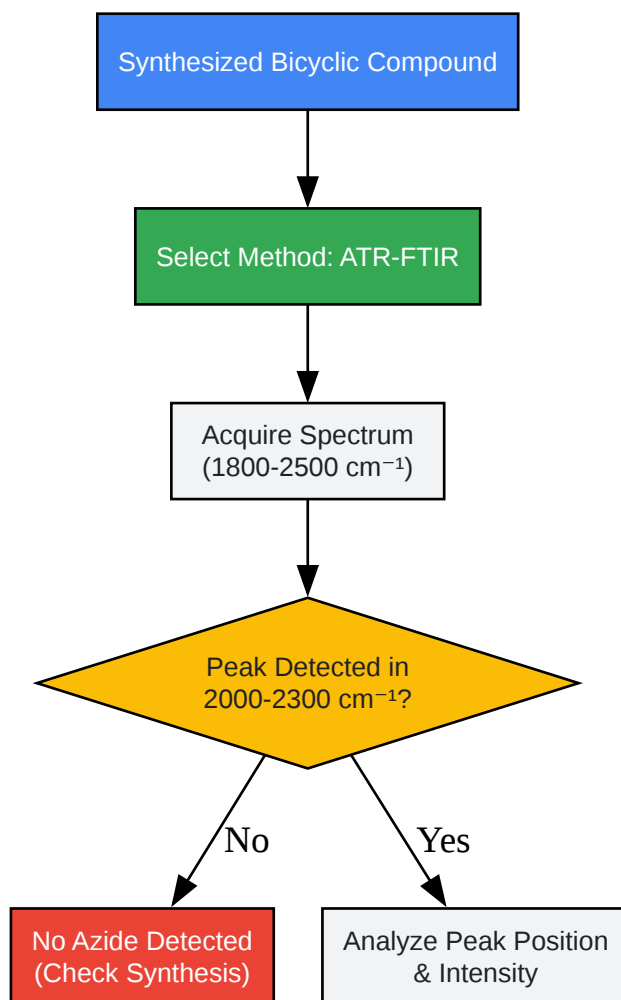 Synthesized Bicyclic Compound
Select Method: ATR-FTIR
Acquire Spectrum
(1800-2500 cm⁻¹)
Peak Detected in
2000-2300 cm⁻¹?
No
Yes
No Azide Detected
(Check Synthesis)
Analyze Peak Position
& Intensity